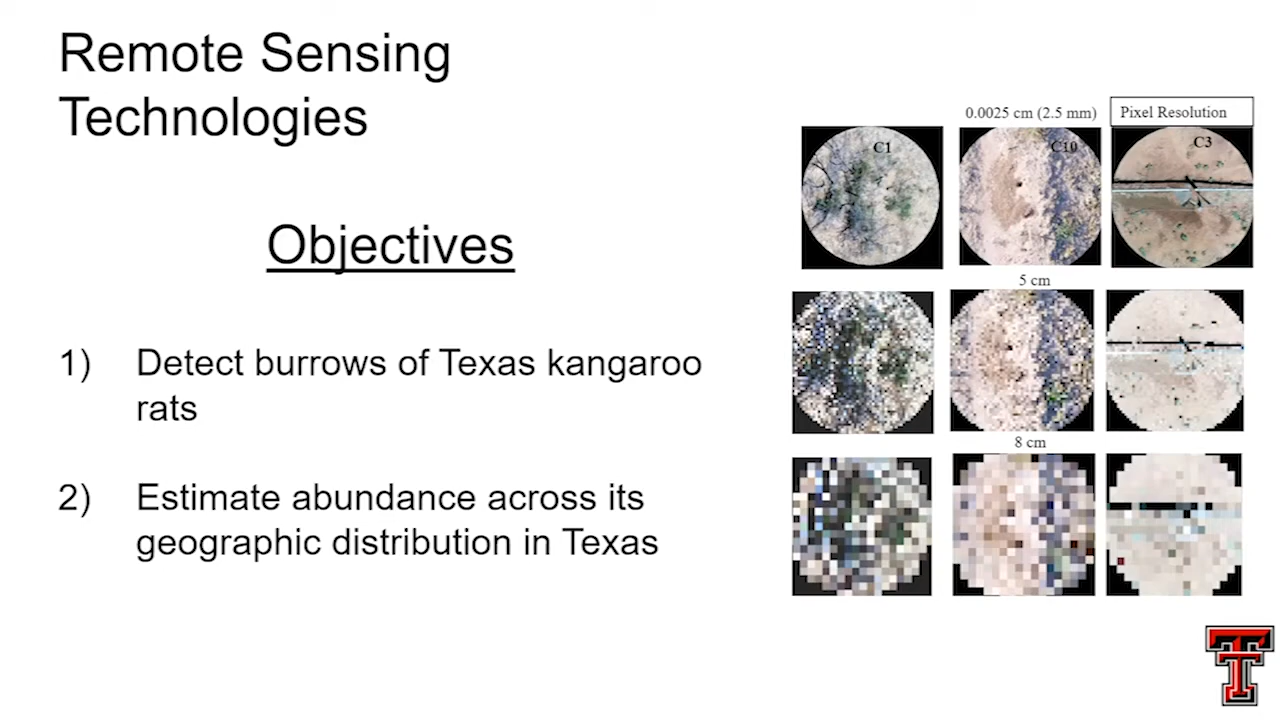 Remote Sensing
Technologies
Objectives
1) Detect burrows of Texas kangaroo
rats
2) Estimate abundance across its
geographic distribution in Texas
0.0025 cm (2.5 mm)
Pixel Resolution
C1
C10
C3
5 cm
8 cm